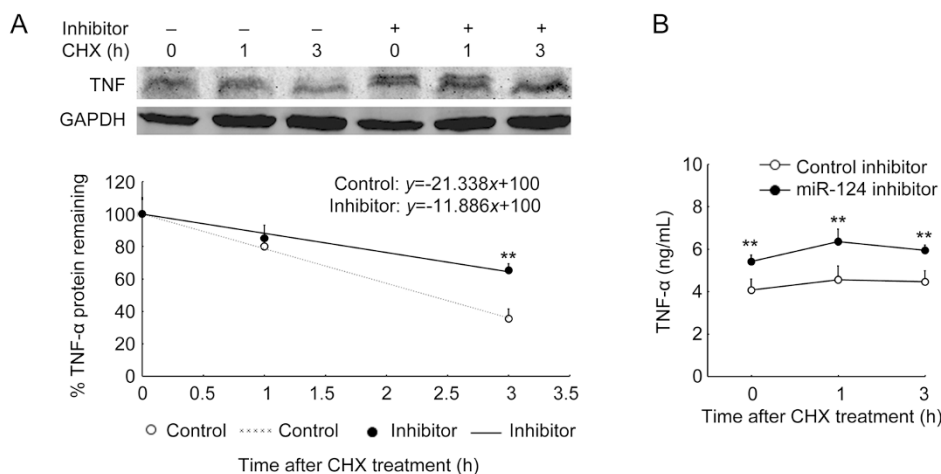 A
Inhibitor – – – + + +
CHX (h) 0 1 3 0 1 3
TNF
GAPDH
% TNF-α protein remaining
120
100
80
60
40
20
0
Control: y=-21.338x+100
Inhibitor: y=-11.886x+100
**
0 0.5 1 1.5 2 2.5 3 3.5
Control Control Inhibitor Inhibitor
Time after CHX treatment (h)
B
TNF-α (ng/mL)
10
8
6
4
2
0
Control inhibitor
miR-124 inhibitor
** ** **
0 1 3
Time after CHX treatment (h)